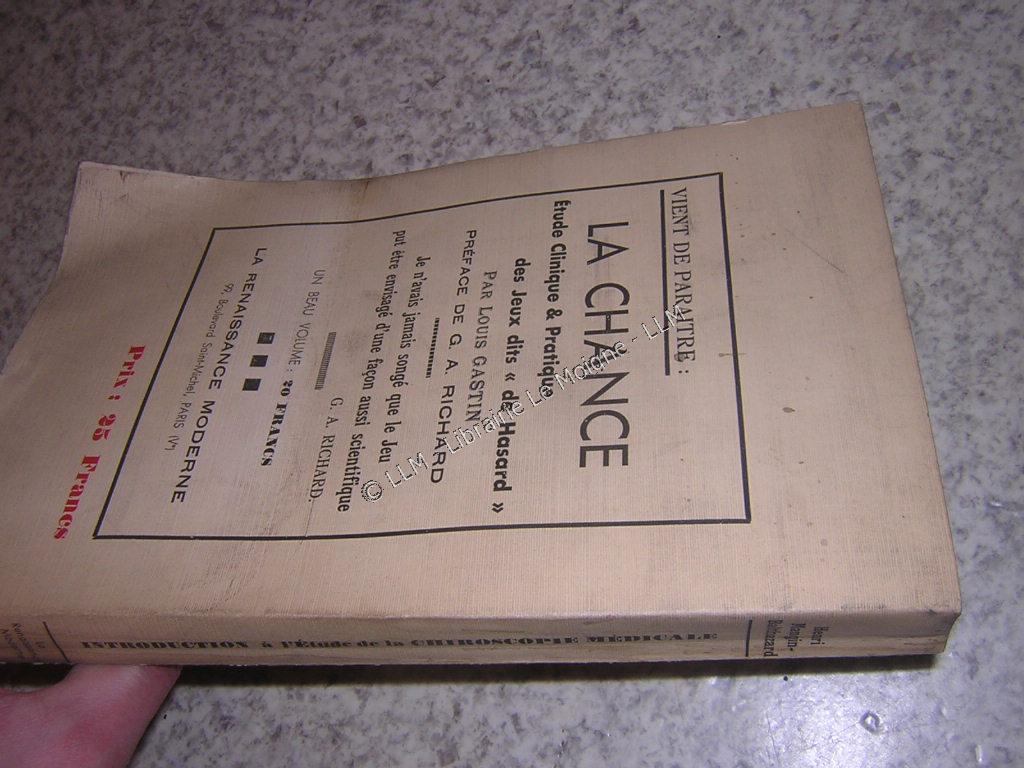 VIENT DE PARAITRE :
LA CHANCE
Etude Clinique & Pratique
des Jeux dits « de Hasard »
PAR LOUIS GASTIN
PRÉFACE DE G. A. RICHARD
Je n'avais jamais songé que le Jeu
put être envisagé d'une façon aussi scientifique
G. A. RICHARD.
UN BEAU VOLUME : 20 FRANCS
LA RENAISSANCE MODERNE
99, Boulevard Saint-Michel, PARIS (Vᵉ)
Prix : 25 Francs
Henri
Mangin-
Balthazard
INTRODUCTION à l'Étude de la CHIROSCOPIE MÉDICALE
© LLM - Librairie Le Moigne - LLM